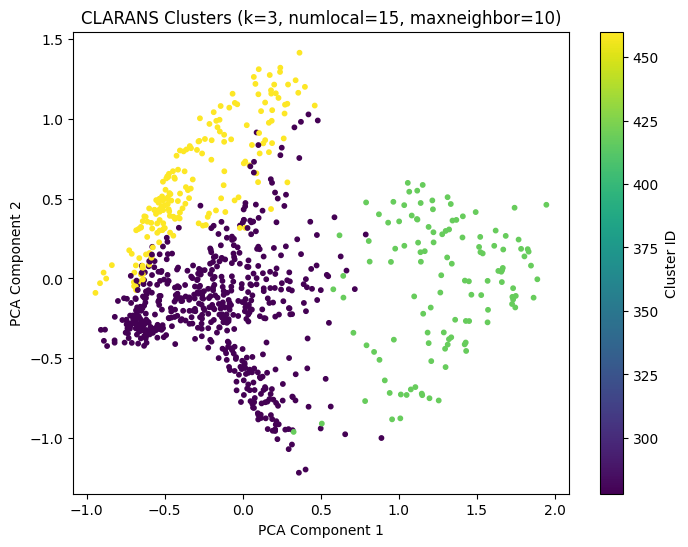 CLARANS Clusters (k=3, numlocal=15, maxneighbor=10)
1.5
1.0
0.5
0.0
−0.5
−1.0
PCA Component 2
−1.0 −0.5 0.0 0.5 1.0 1.5 2.0
PCA Component 1
450
425
400
375
350
325
300
Cluster ID